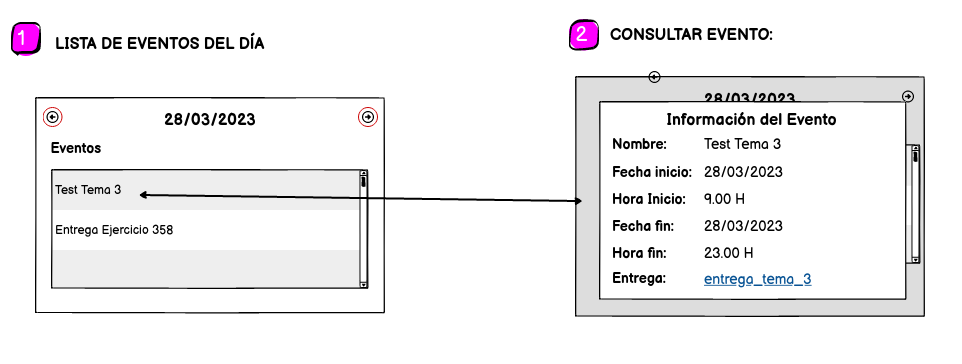 1
LISTA DE EVENTOS DEL DÍA
28/03/2023
Eventos
Test Tema 3
Entrega Ejercicio 358
2
CONSULTAR EVENTO:
28/03/2023
Información del Evento
Nombre: Test Tema 3
Fecha inicio: 28/03/2023
Hora Inicio: 9.00 H
Fecha fin: 28/03/2023
Hora fin: 23.00 H
Entrega: entrega_tema_3